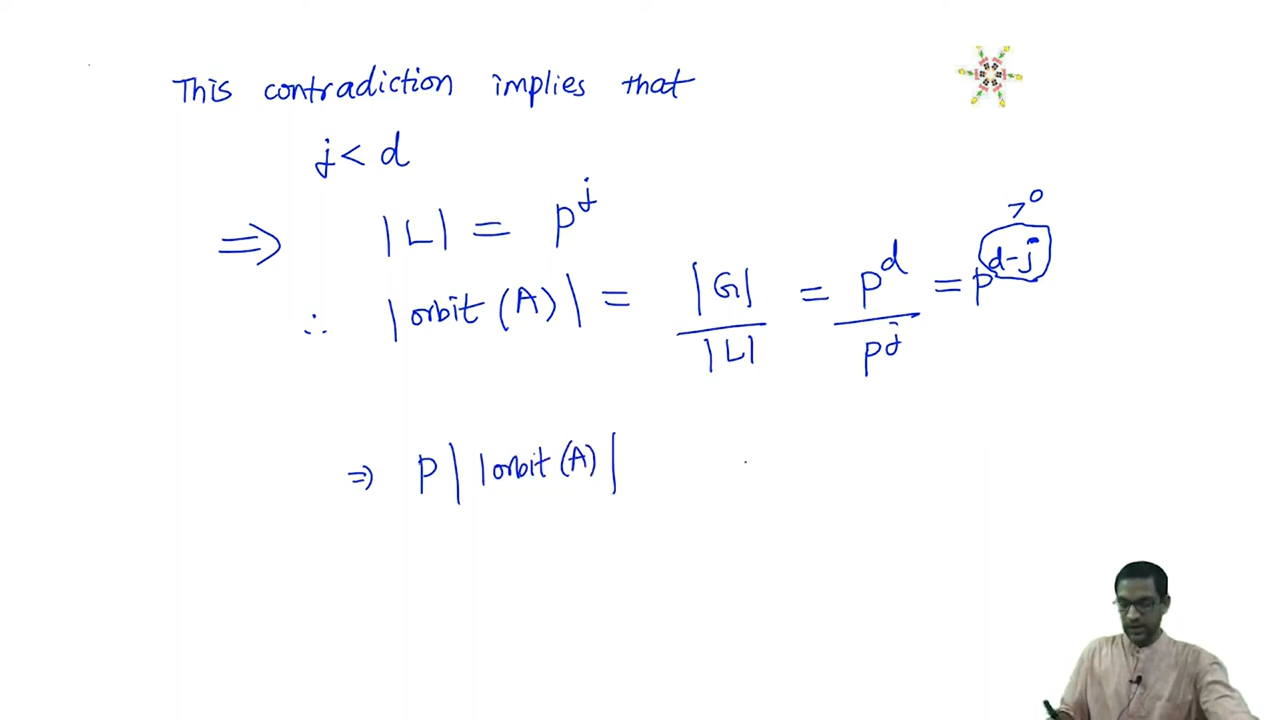 This contradiction implies that
j < d
⇒ |L| = p^j
∴ |orbit (A)| = |G|/|L| = p^d/p^j = p^(d-j) >0
⇒ p | |orbit (A)|